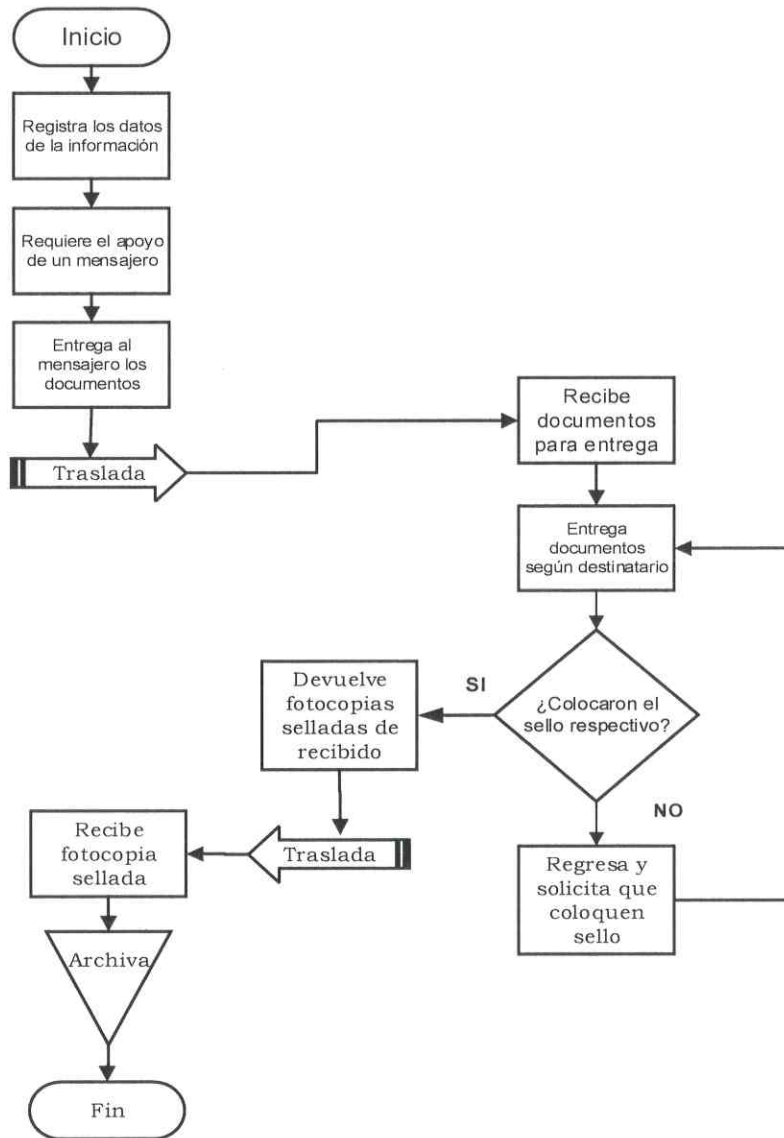 Inicio
Registra los datos
de la información
Requiere el apoyo
de un mensajero
Entrega al
mensajero los
documentos
Traslada
Recibe
documentos
para entrega
Entrega
documentos
según destinatario
¿Colocaron el
sello respectivo?
SI
NO
Devuelve
fotocopias
selladas de
recibido
Regresa y
solicita que
coloquen
sello
Traslada
Recibe
fotocopia
sellada
Archiva
Fin